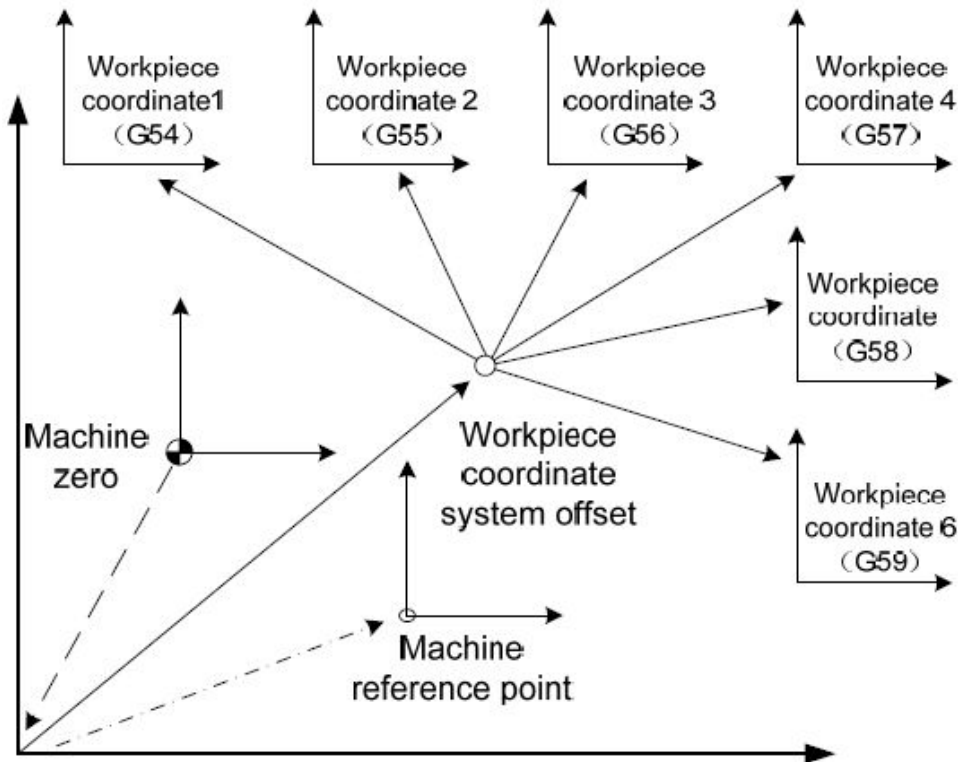 Workpiece
coordinate1
（G54）
Workpiece
coordinate 2
（G55）
Workpiece
coordinate 3
（G56）
Workpiece
coordinate 4
（G57）
Workpiece
coordinate
（G58）
Machine
zero
Workpiece
coordinate
system offset
Workpiece
coordinate 6
（G59）
Machine
reference point